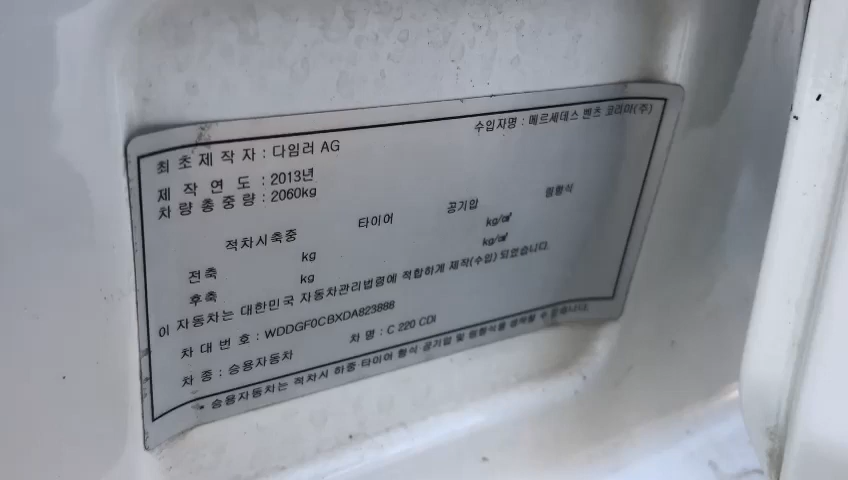 최초제작자 : 다임러 AG
수입자명 : 메르세데스 벤츠 코리아(주)
제작연도 : 2013년
차량총중량 : 2060kg
적차시축중 타이어 공기압 림형식
전축 kg kg/㎠
후축 kg kg/㎠
이 자동차는 대한민국 자동차관리법령에 적합하게 제작(수입) 되었습니다.
차대번호 : WDDGF0CBXDA823888
차종 : 승용자동차 차명 : C 220 CDI
* 승용자동차는 적차시 하중·타이어 형식 공기압 및 림형식을 생략할 수 있습니다.